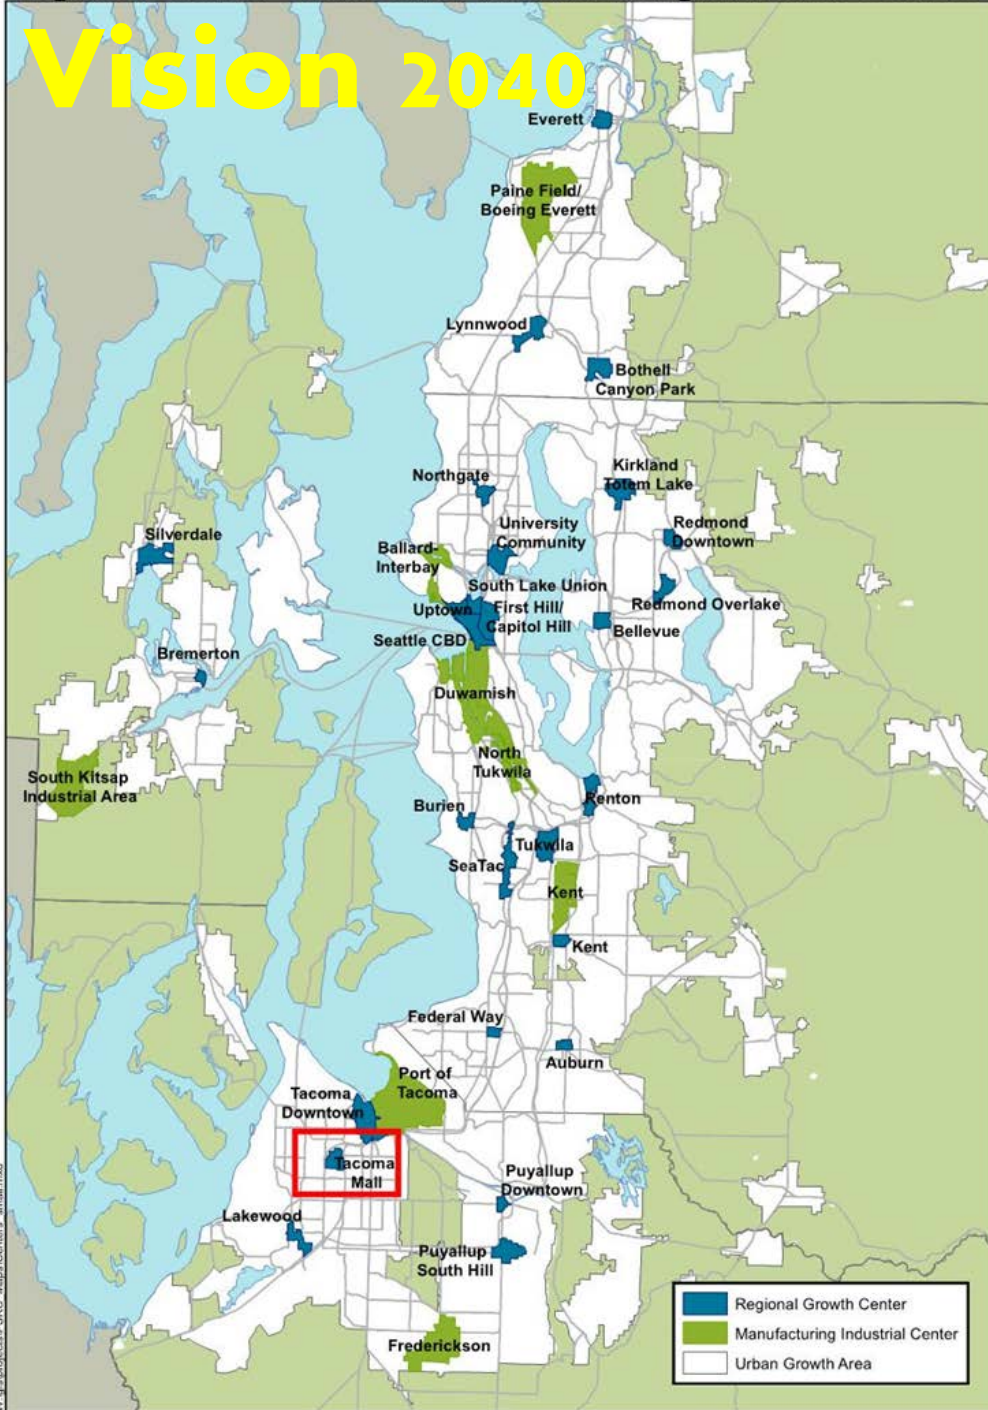 Vision 2040
Everett
Paine Field/
Boeing Everett
Lynnwood
Bothell
Canyon Park
Northgate
Kirkland
Totem Lake
University
Community
Redmond
Downtown
Silverdale
Ballard-
Interbay
South Lake Union
Uptown
First Hill/
Capitol Hill
Redmond Overlake
Seattle CBD
Bellevue
Bremerton
Duwamish
North
Tukwila
South Kitsap
Industrial Area
Burien
Renton
Tukwila
SeaTac
Kent
Kent
Federal Way
Auburn
Port of
Tacoma
Tacoma
Downtown
Tacoma
Mall
Puyallup
Downtown
Lakewood
Puyallup
South Hill
Frederickson
Regional Growth Center
Manufacturing Industrial Center
Urban Growth Area